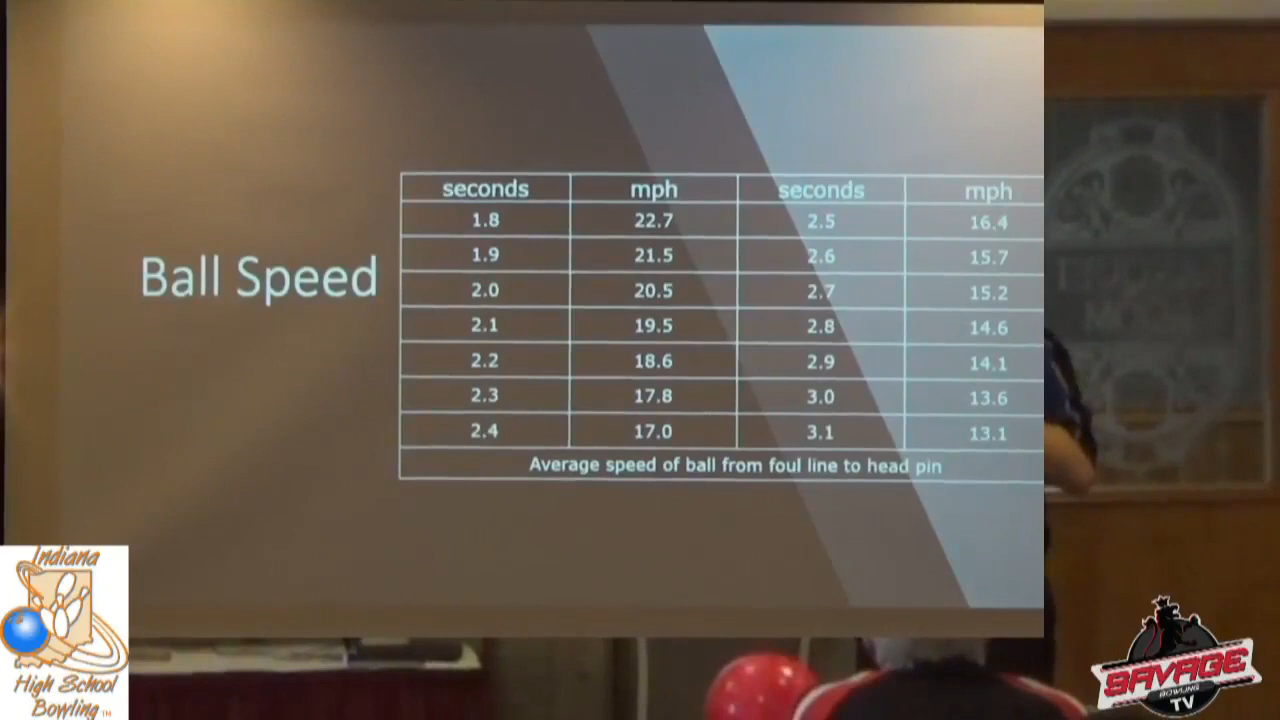 Ball Speed
seconds mph seconds mph
1.8 22.7 2.5 16.4
1.9 21.5 2.6 15.7
2.0 20.5 2.7 15.2
2.1 19.5 2.8 14.6
2.2 18.6 2.9 14.1
2.3 17.8 3.0 13.6
2.4 17.0 3.1 13.1
Average speed of ball from foul line to head pin
Indiana
High School
Bowling TM
SAVAGE
BOWLING
TV